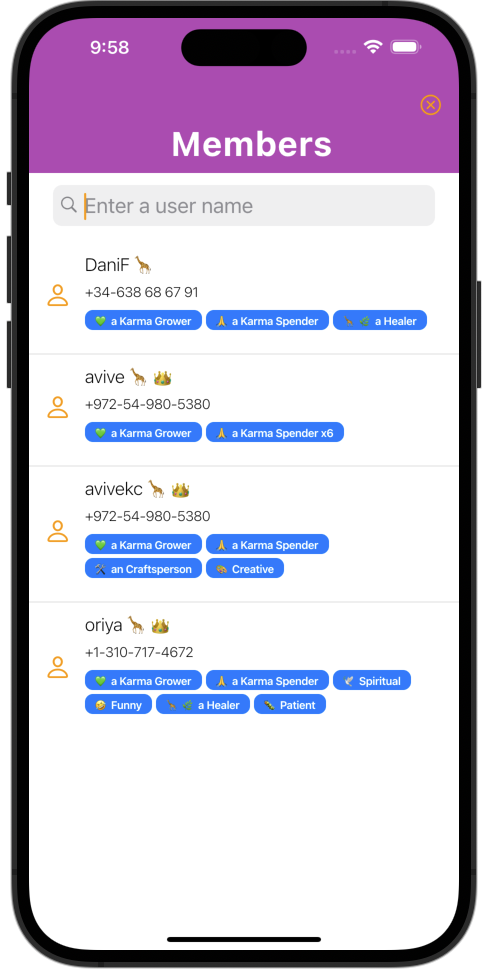 9:58
Members
Enter a user name
DaniF 🦒
+34-638 68 67 91
💚 a Karma Grower 🙏 a Karma Spender 🌿 a Healer
avive 🦒 👑
+972-54-980-5380
💚 a Karma Grower 🙏 a Karma Spender x6
avivekc 🦒 👑
+972-54-980-5380
💚 a Karma Grower 🙏 a Karma Spender
🛠️ an Craftsperson 🎨 Creative
oriya 🦒 👑
+1-310-717-4672
💚 a Karma Grower 🙏 a Karma Spender 🕊️ Spiritual
🤣 Funny 🌿 a Healer 🐛 Patient